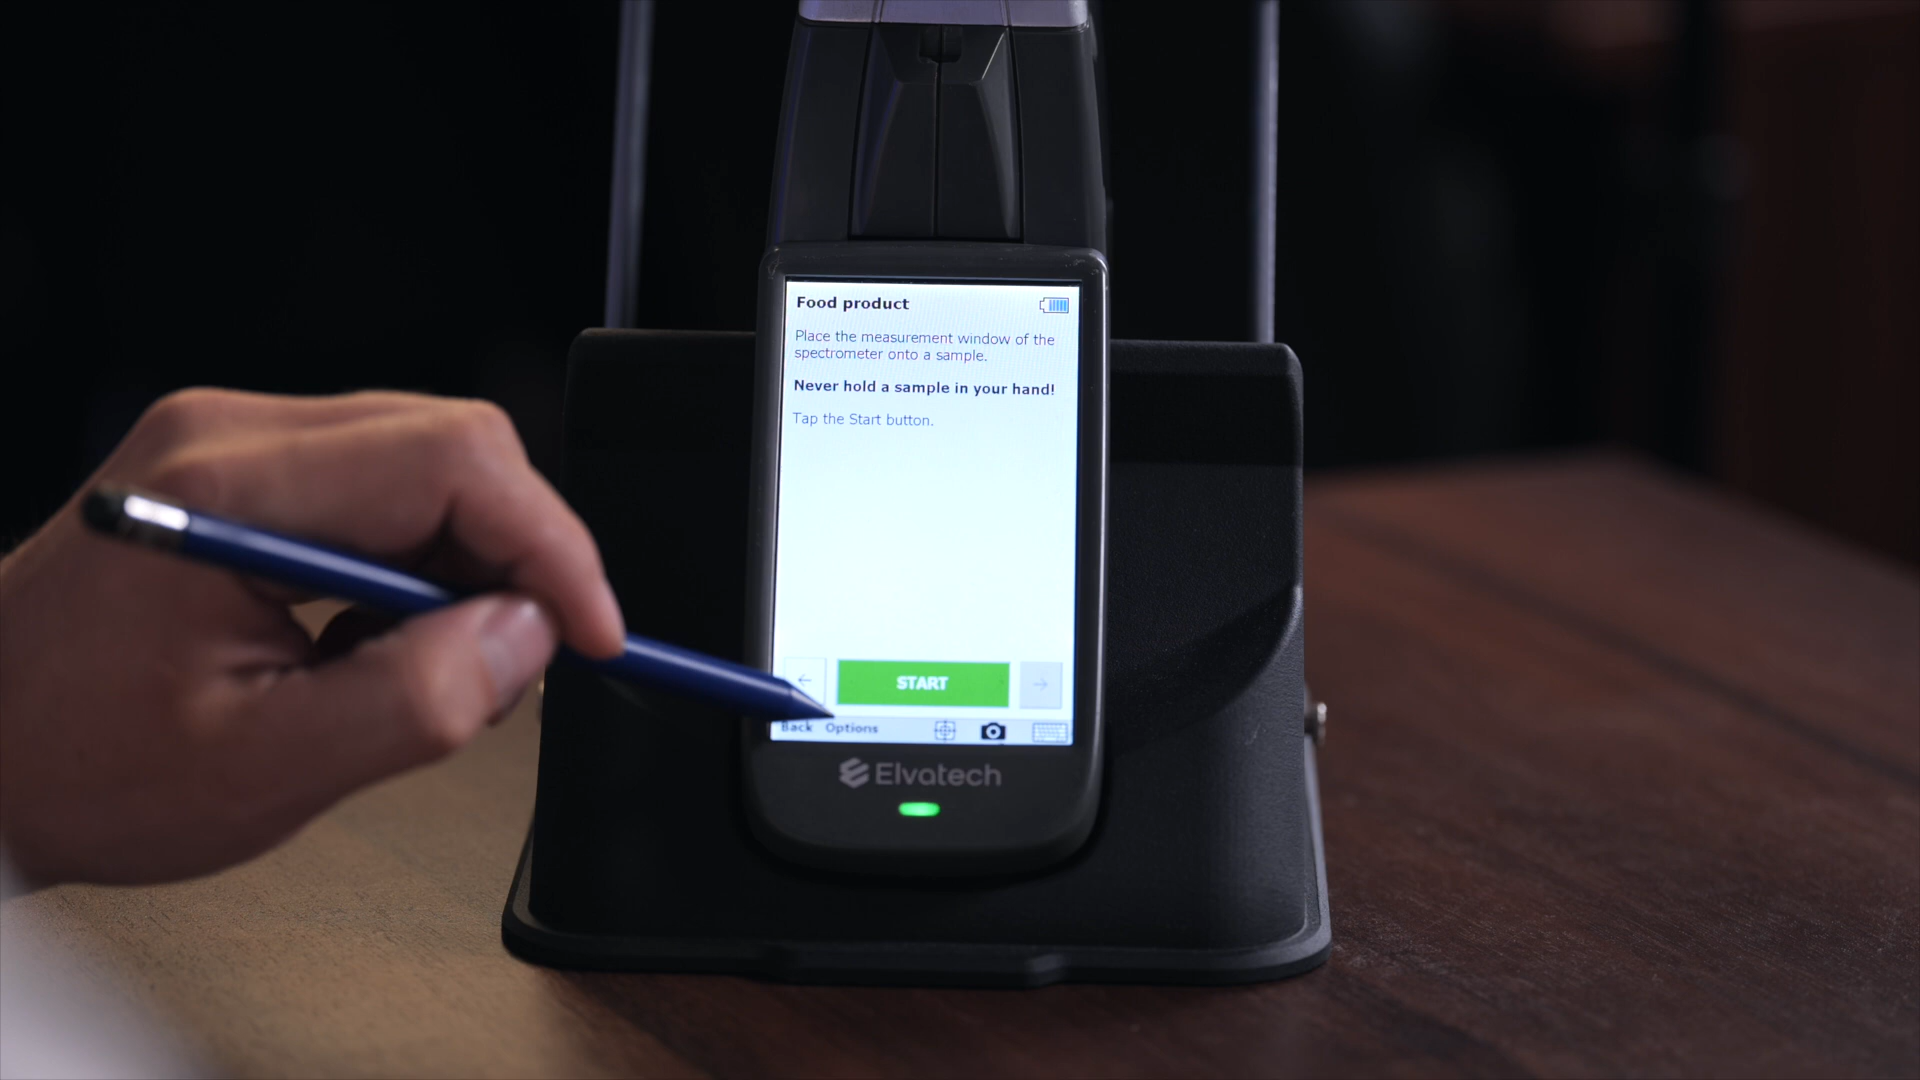 Food product
Place the measurement window of the
spectrometer onto a sample.
Never hold a sample in your hand!
Tap the Start button.
START
Back Options
Elvatech